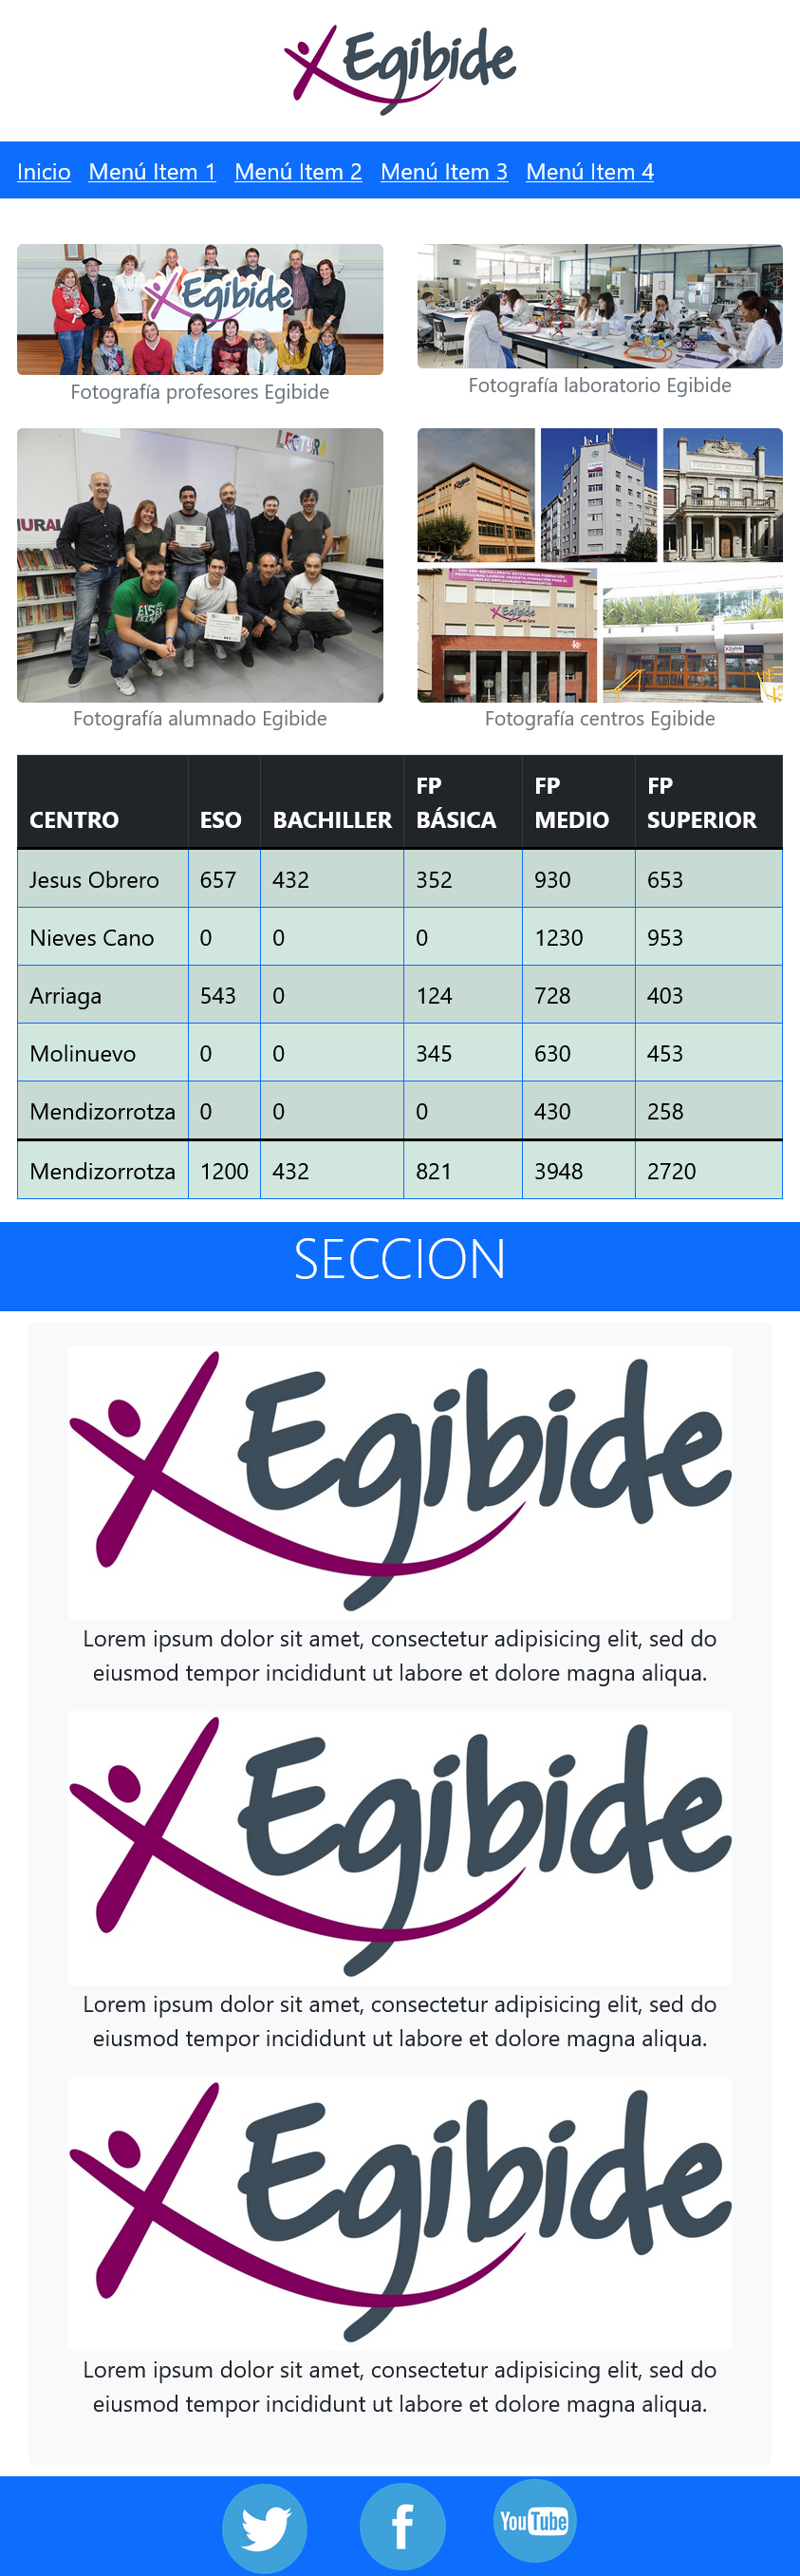 Egibide
Inicio Menú Item 1 Menú Item 2 Menú Item 3 Menú Item 4
Egibide
Fotografía profesores Egibide
Fotografía laboratorio Egibide
LECTURA
URAL
Fotografía alumnado Egibide
Egibide
Fotografía centros Egibide
CENTRO ESO BACHILLER FP BÁSICA FP MEDIO FP SUPERIOR
Jesus Obrero 657 432 352 930 653
Nieves Cano 0 0 0 1230 953
Arriaga 543 0 124 728 403
Molinuevo 0 0 345 630 453
Mendizorrotza 0 0 0 430 258
Mendizorrotza 1200 432 821 3948 2720
SECCION
Egibide
Lorem ipsum dolor sit amet, consectetur adipisicing elit, sed do
eiusmod tempor incididunt ut labore et dolore magna aliqua.
Egibide
Lorem ipsum dolor sit amet, consectetur adipisicing elit, sed do
eiusmod tempor incididunt ut labore et dolore magna aliqua.
Egibide
Lorem ipsum dolor sit amet, consectetur adipisicing elit, sed do
eiusmod tempor incididunt ut labore et dolore magna aliqua.
YouTube